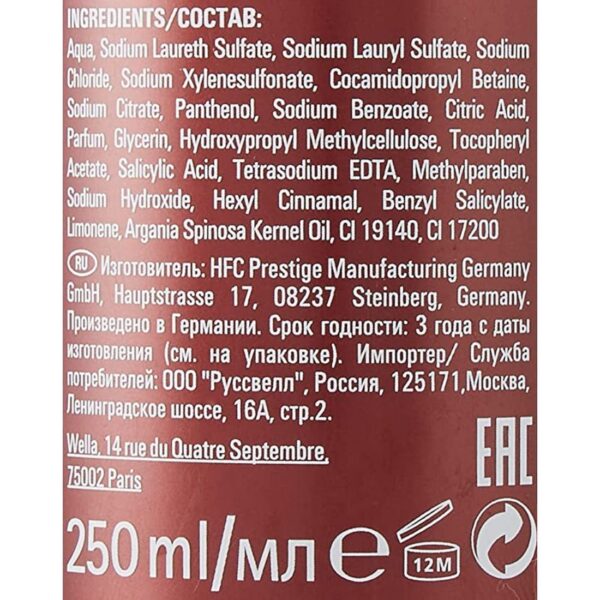 INGREDIENTS/СОСТАВ:
Aqua, Sodium Laureth Sulfate, Sodium Lauryl Sulfate, Sodium
Chloride, Sodium Xylenesulfonate, Cocamidopropyl Betaine,
Sodium Citrate, Panthenol, Sodium Benzoate, Citric Acid,
Parfum, Glycerin, Hydroxypropyl Methylcellulose, Tocopheryl
Acetate, Salicylic Acid, Tetrasodium EDTA, Methylparaben,
Sodium Hydroxide, Hexyl Cinnamal, Benzyl Salicylate,
Limonene, Argania Spinosa Kernel Oil, CI 19140, CI 17200
RU Изготовитель: HFC Prestige Manufacturing Germany
GmbH, Hauptstrasse 17, 08237 Steinberg, Germany.
Произведено в Германии. Срок годности: 3 года с даты
изготовления (см. на упаковке). Импортер/ Служба
потребителей: ООО "Руссвелл", Россия, 125171,Москва,
Ленинградское шоссе, 16А, стр.2.
Wella, 14 rue du Quatre Septembre,
75002 Paris
EAC
250 ml/мл e 12M